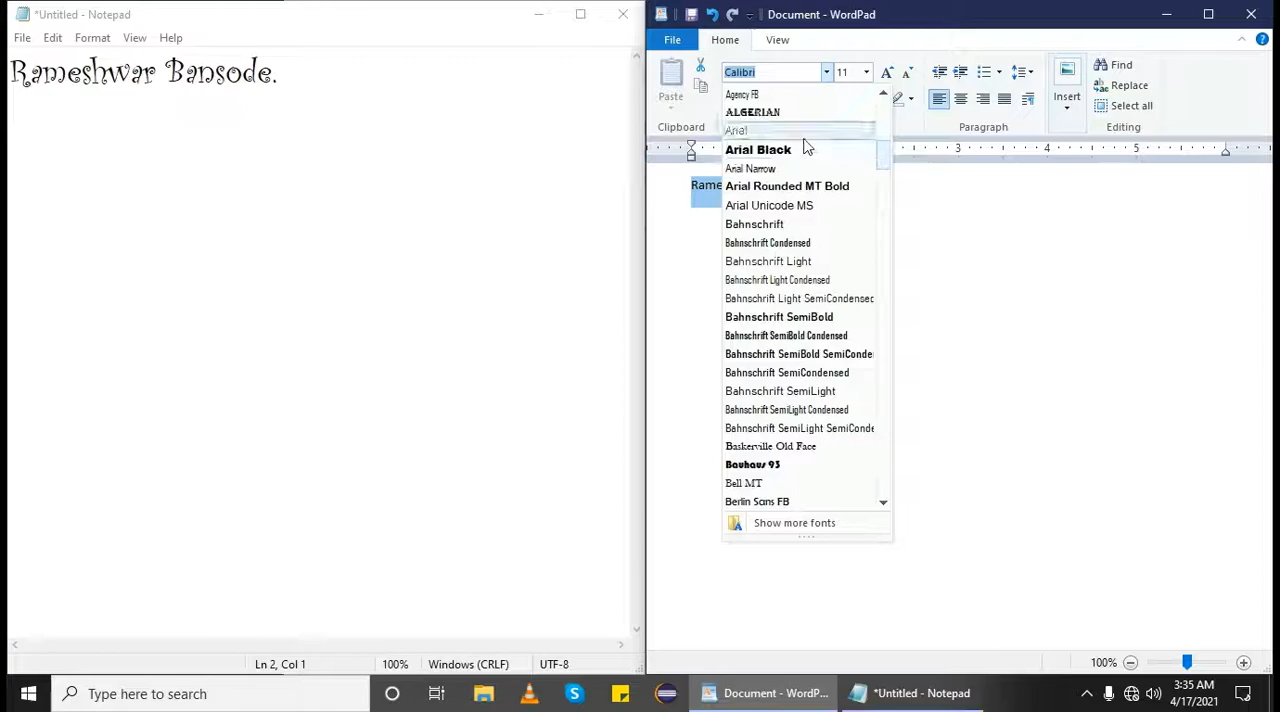 *Untitled - Notepad
File Edit Format View Help
Rameshwar Bansode.
Ln 2, Col 1 100% Windows (CRLF) UTF-8
Document - WordPad
File Home View
Calibri 11
Paste
Clipboard
Insert
Paragraph
Find
Replace
Select all
Editing
3 4 5
Rame
Agency FB
ALGERIAN
Arial
Arial Black
Arial Narrow
Arial Rounded MT Bold
Arial Unicode MS
Bahnschrift
Bahnschrift Condensed
Bahnschrift Light
Bahnschrift Light Condensed
Bahnschrift Light SemiCondensed
Bahnschrift SemiBold
Bahnschrift SemiBold Condensed
Bahnschrift SemiBold SemiConde
Bahnschrift SemiCondensed
Bahnschrift SemiLight
Bahnschrift SemiLight Condensed
Bahnschrift SemiLight SemiConde
Baskerville Old Face
Bauhaus 93
Bell MT
Berlin Sans FB
Show more fonts
100%
Type here to search
Document - WordP...
*Untitled - Notepad
3:35 AM
4/17/2021